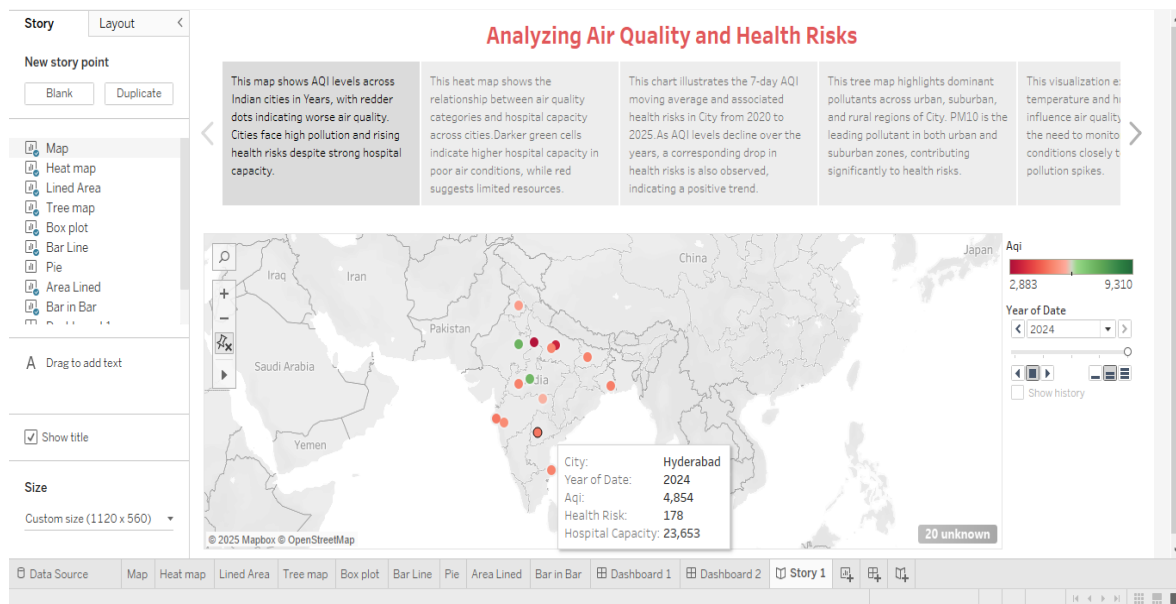 Story
Layout
New story point
Blank
Duplicate
Map
Heat map
Lined Area
Tree map
Box plot
Bar Line
Pie
Area Lined
Bar in Bar
A Drag to add text
Show title
Size
Custom size (1120 x 560)
Analyzing Air Quality and Health Risks
This map shows AQI levels across
Indian cities in Years, with redder
dots indicating worse air quality.
Cities face high pollution and rising
health risks despite strong hospital
capacity.
This heat map shows the
relationship between air quality
categories and hospital capacity
across cities.Darker green cells
indicate higher hospital capacity in
poor air conditions, while red
suggests limited resources.
This chart illustrates the 7-day AQI
moving average and associated
health risks in City from 2020 to
2025.As AQI levels decline over the
years, a corresponding drop in
health risks is also observed,
indicating a positive trend.
This tree map highlights dominant
pollutants across urban, suburban,
and rural regions of City. PM10 is the
leading pollutant in both urban and
suburban zones, contributing
significantly to health risks.
This visualization e
temperature and h
influence air quality
the need to monito
conditions closely t
pollution spikes.
Iraq
Iran
China
Japan
Pakistan
Saudi Arabia
dia
Yemen
City: Hyderabad
Year of Date: 2024
Aqi: 4,854
Health Risk: 178
Hospital Capacity: 23,653
© 2025 Mapbox © OpenStreetMap
20 unknown
Aqi
2,883 9,310
Year of Date
2024
Show history
Data Source
Map
Heat map
Lined Area
Tree map
Box plot
Bar Line
Pie
Area Lined
Bar in Bar
Dashboard 1
Dashboard 2
Story 1